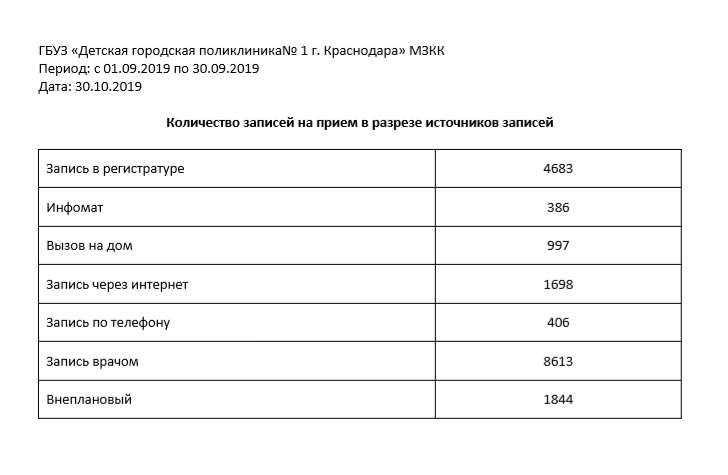 ГБУЗ «Детская городская поликлиника№ 1 г. Краснодара» МЗКК
Период: с 01.09.2019 по 30.09.2019
Дата: 30.10.2019
Количество записей на прием в разрезе источников записей
Запись в регистратуре 4683
Инфомат 386
Вызов на дом 997
Запись через интернет 1698
Запись по телефону 406
Запись врачом 8613
Внеплановый 1844